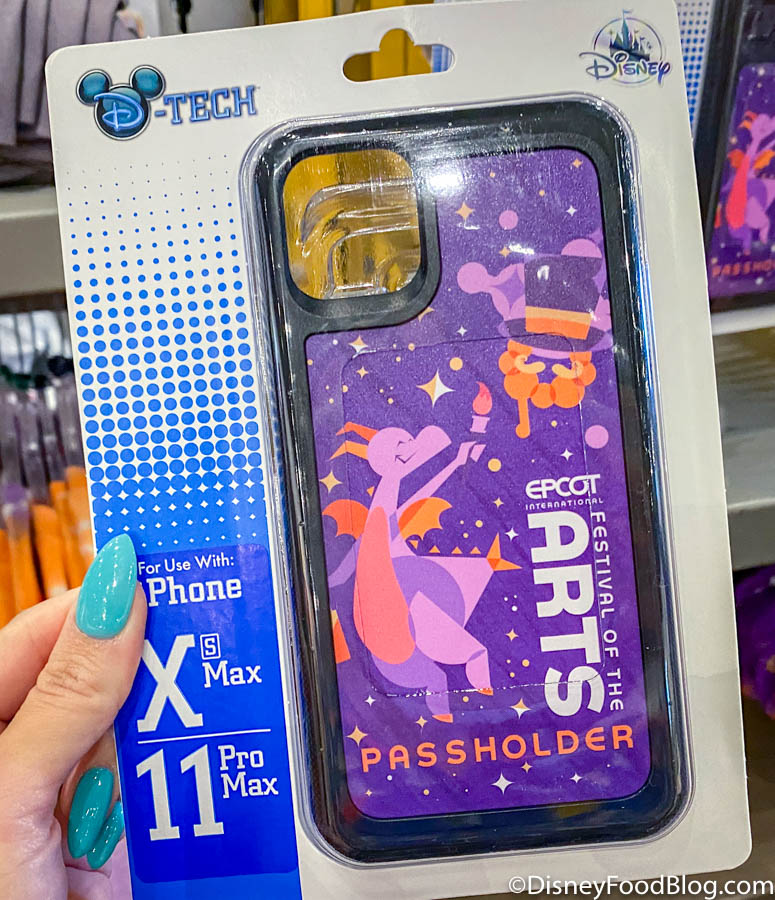 D-TECH
Disney
For Use With:
iPhone
X S Max
11 Pro Max
EPCOT
INTERNATIONAL
FESTIVAL OF THE
ARTS
PASSHOLDER
PASSHO
©DisneyFoodBlog.com